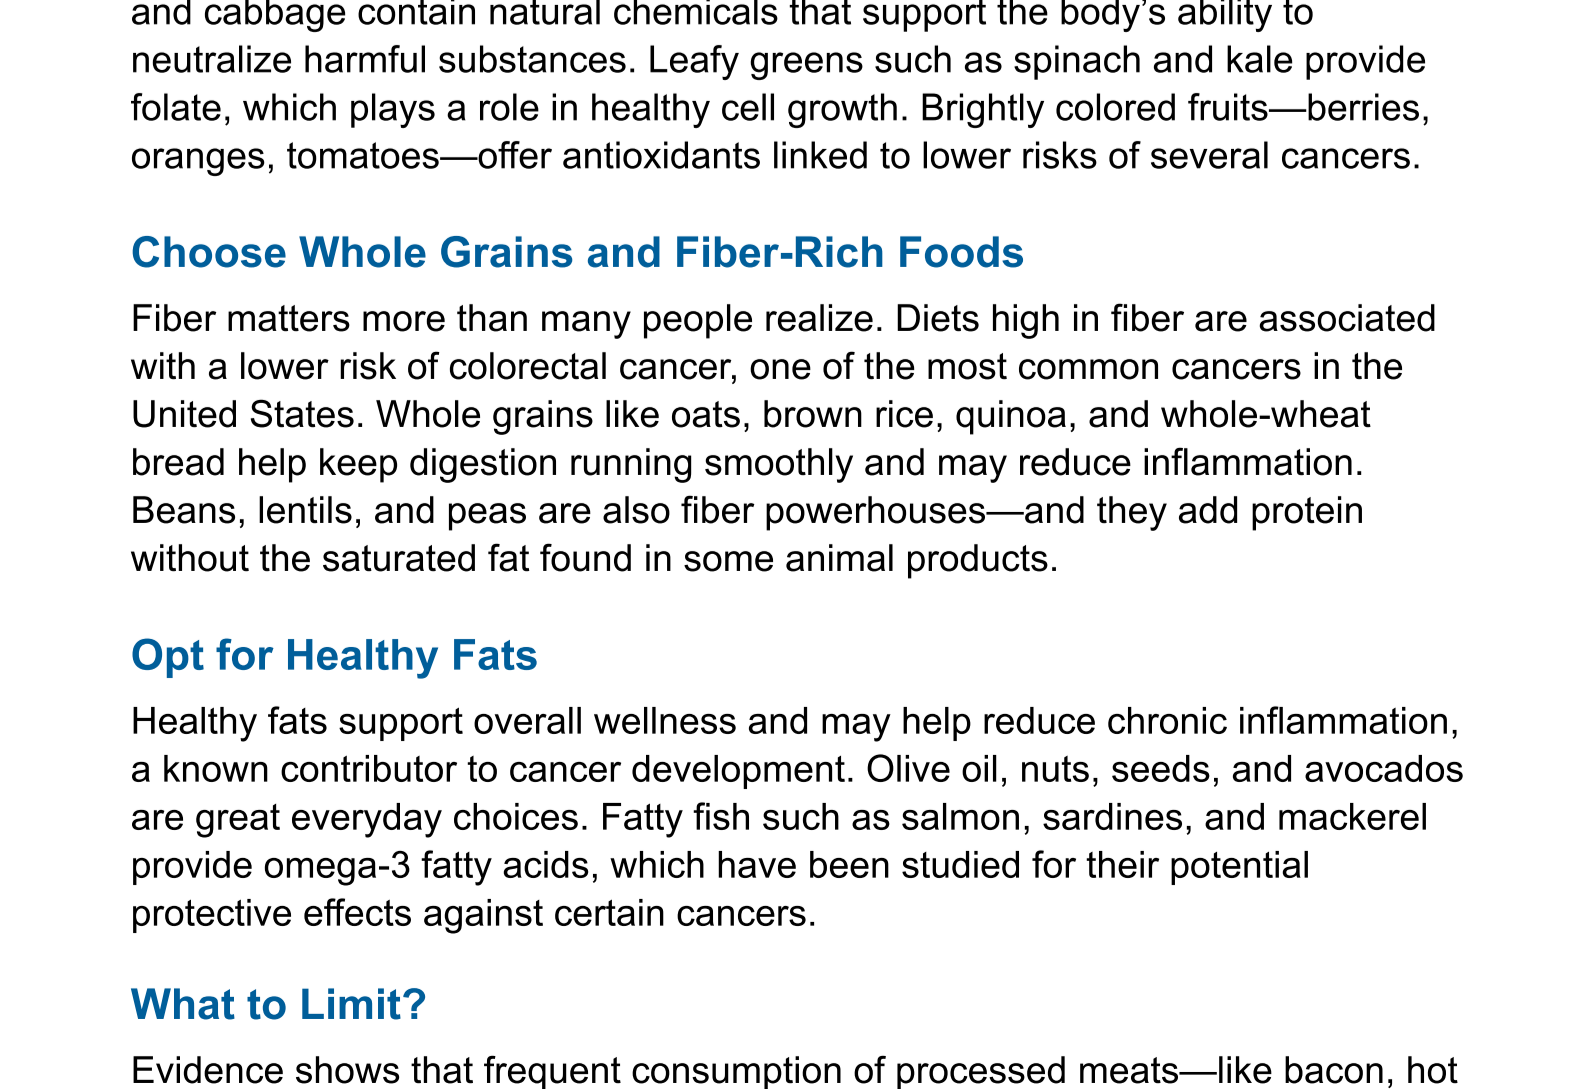 and cabbage contain natural chemicals that support the body’s ability to
neutralize harmful substances. Leafy greens such as spinach and kale provide
folate, which plays a role in healthy cell growth. Brightly colored fruits—berries,
oranges, tomatoes—offer antioxidants linked to lower risks of several cancers.
Choose Whole Grains and Fiber-Rich Foods
Fiber matters more than many people realize. Diets high in fiber are associated
with a lower risk of colorectal cancer, one of the most common cancers in the
United States. Whole grains like oats, brown rice, quinoa, and whole-wheat
bread help keep digestion running smoothly and may reduce inflammation.
Beans, lentils, and peas are also fiber powerhouses—and they add protein
without the saturated fat found in some animal products.
Opt for Healthy Fats
Healthy fats support overall wellness and may help reduce chronic inflammation,
a known contributor to cancer development. Olive oil, nuts, seeds, and avocados
are great everyday choices. Fatty fish such as salmon, sardines, and mackerel
provide omega-3 fatty acids, which have been studied for their potential
protective effects against certain cancers.
What to Limit?
Evidence shows that frequent consumption of processed meats—like bacon, hot